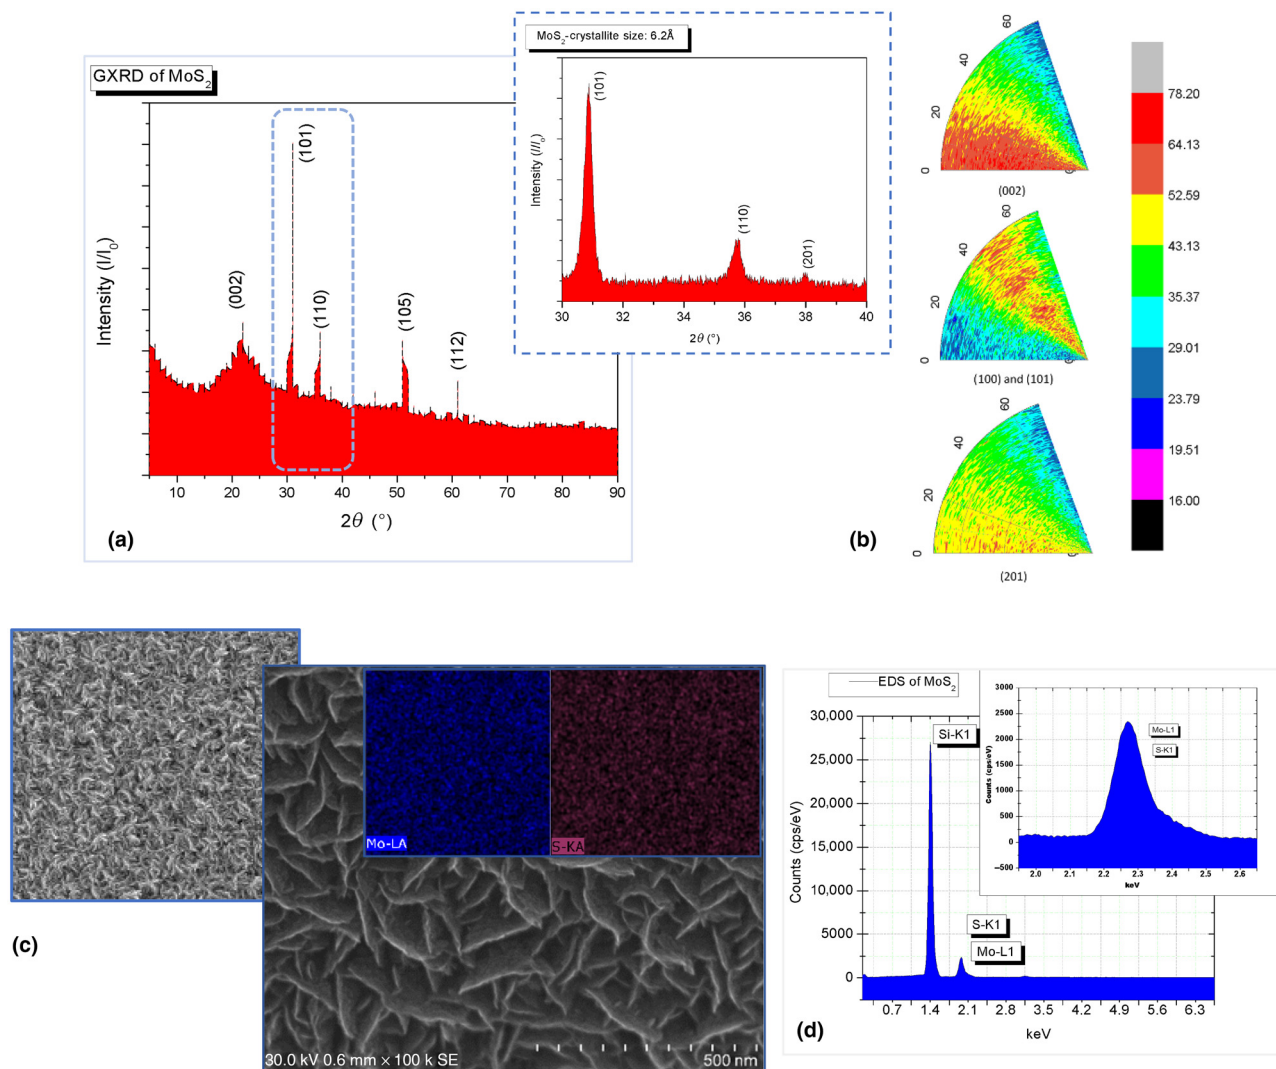 GXRD of MoS2
Intensity (I/I0)
(002)
(101)
(110)
(105)
(112)
10 20 30 40 50 60 70 80 90
2θ (°)
(a)
MoS2-crystallite size: 6.2Å
Intensity (I/I0)
(101)
(110)
(201)
30 32 34 36 38 40
2θ (°)
60
40
20
0
(002)
60
40
20
0
(100) and (101)
60
40
20
0
(201)
(b)
78.20
64.13
52.59
43.13
35.37
29.01
23.79
19.51
16.00
(c)
Mo-LA
S-KA
30.0 kV 0.6 mm × 100 k SE
500 nm
EDS of MoS2
30,000
25,000
20,000
15,000
10,000
5000
0
Counts (cps/eV)
Si-K1
S-K1
Mo-L1
0.7 1.4 2.1 2.8 3.5 4.2 4.9 5.6 6.3
keV
(d)
3000
2500
2000
1500
1000
500
0
−500
Counts (cps/eV)
Mo-L1
S-K1
2.0 2.1 2.2 2.3 2.4 2.5 2.6
keV